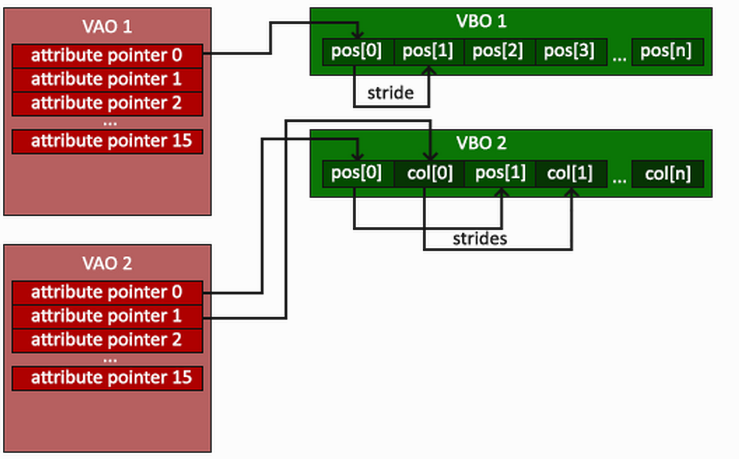 VAO 1
attribute pointer 0
attribute pointer 1
attribute pointer 2
...
attribute pointer 15
VBO 1
pos[0] pos[1] pos[2] pos[3] ... pos[n]
stride
VBO 2
pos[0] col[0] pos[1] col[1] ... col[n]
strides
VAO 2
attribute pointer 0
attribute pointer 1
attribute pointer 2
...
attribute pointer 15